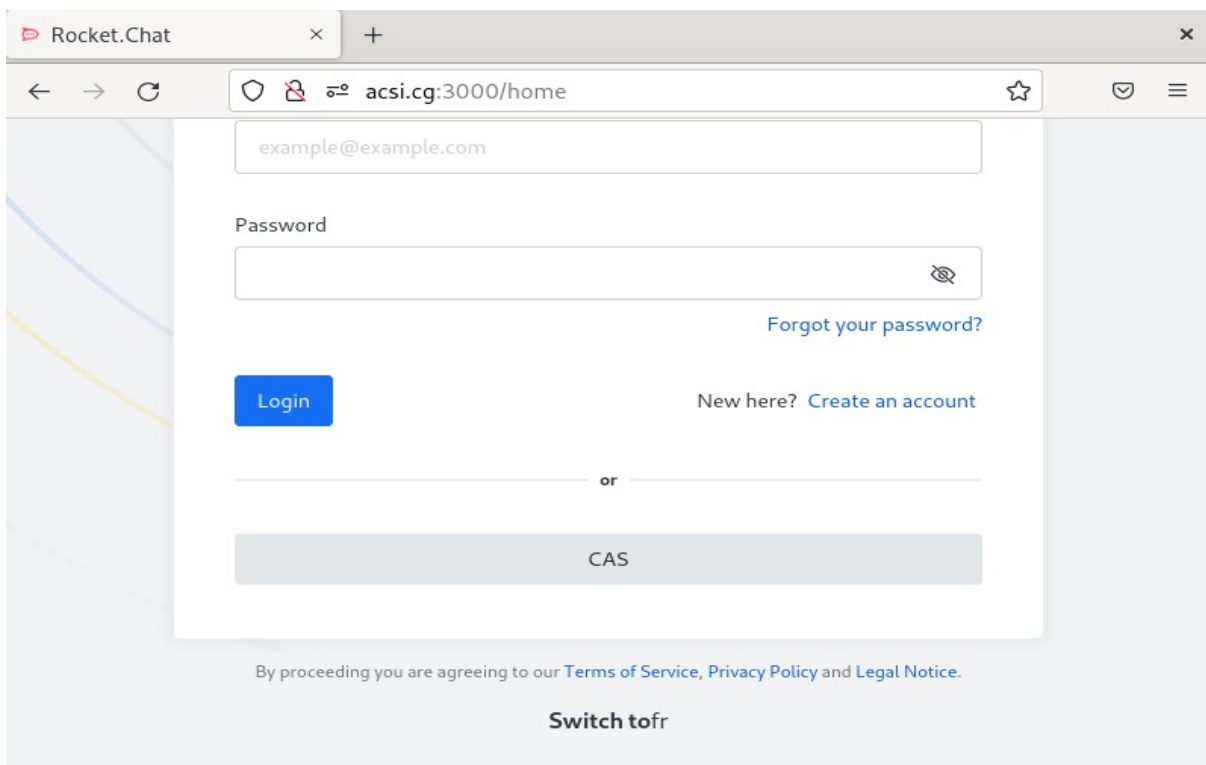 Rocket.Chat
acsi.cg:3000/home
example@example.com
Password
Forgot your password?
Login
New here? Create an account
or
CAS
By proceeding you are agreeing to our Terms of Service, Privacy Policy and Legal Notice.
Switch tofr